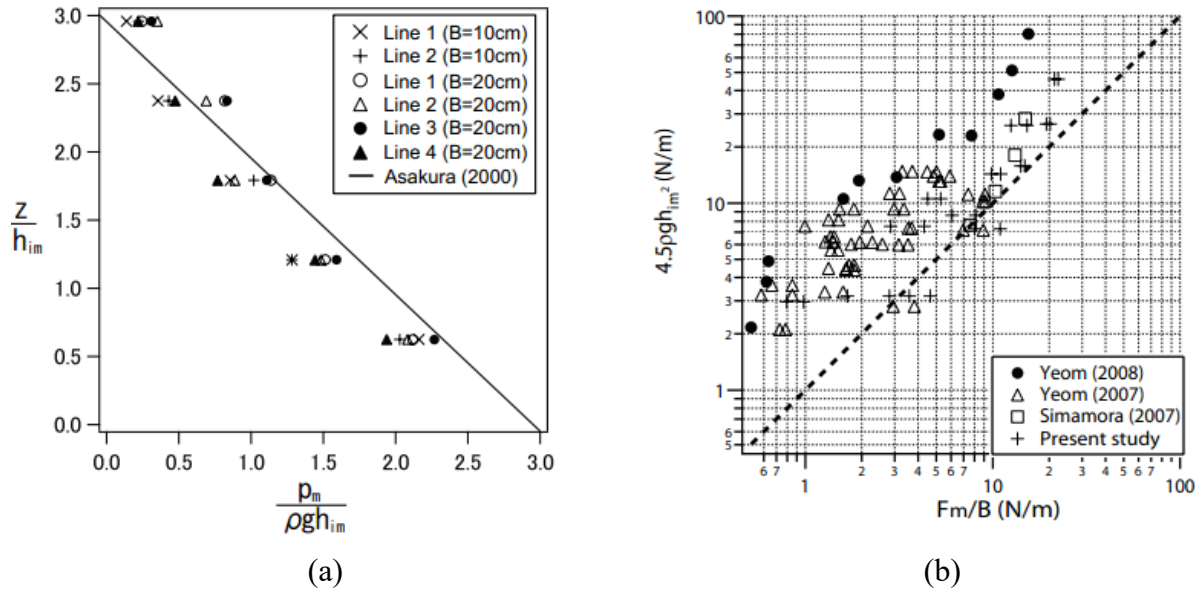 3.0
2.5
2.0
1.5
1.0
0.5
0.0
z
h_im
0.0 0.5 1.0 1.5 2.0 2.5 3.0
p_m
ρgh_im
Line 1 (B=10cm)
Line 2 (B=10cm)
Line 1 (B=20cm)
Line 2 (B=20cm)
Line 3 (B=20cm)
Line 4 (B=20cm)
Asakura (2000)
(a)
100
6
5
4
3
2
10
6
5
4
3
2
1
6
5
4.5ρgh_im² (N/m)
6 7 1 2 3 4 5 6 7 10 2 3 4 5 6 7 100
Fm/B (N/m)
Yeom (2008)
Yeom (2007)
Simamora (2007)
Present study
(b)